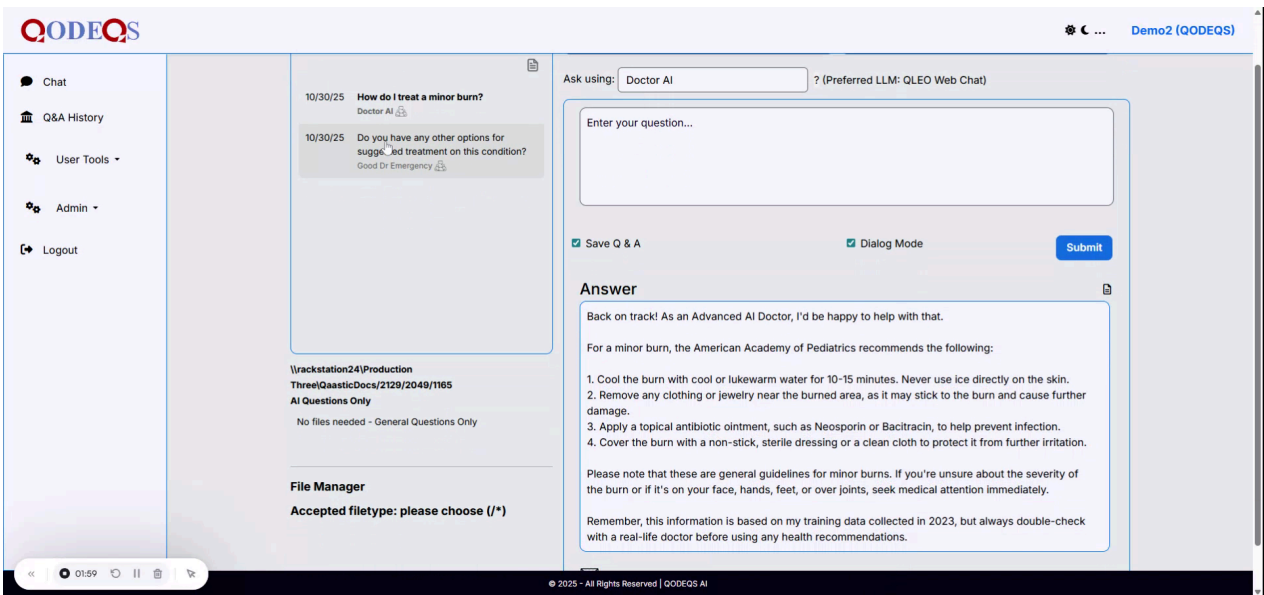 QODEQS
... Demo2 (QODEQS)
Chat
Q&A History
User Tools
Admin
Logout
10/30/25 How do I treat a minor burn?
Doctor AI
10/30/25 Do you have any other options for
suggested treatment on this condition?
Good Dr Emergency
\\rackstation24\Production
Three\QaasticDocs/2129/2049/1165
AI Questions
Only
No files needed - General Questions Only
File Manager
Accepted filetype: please choose (/*)
Ask using: Doctor AI ? (Preferred LLM: QLEO Web Chat)
Enter your question...
Save Q & A
Dialog Mode
Submit
Answer
Back on track! As an Advanced AI Doctor, I'd be happy to help with that.
For a minor burn, the American Academy of Pediatrics recommends the following:
1. Cool the burn with cool or lukewarm water for 10-15 minutes. Never use ice directly on the skin.
2. Remove any clothing or jewelry near the burned area, as it may stick to the burn and cause further
damage.
3. Apply a topical antibiotic ointment, such as Neosporin or Bacitracin, to help prevent infection.
4. Cover the burn with a non-stick, sterile dressing or a clean cloth to protect it from further irritation.
Please note that these are general guidelines for minor burns. If you're unsure about the severity of
the burn or if it's on your face, hands, feet, or over joints, seek medical attention immediately.
Remember, this information is based on my training data collected in 2023, but always double-check
with a real-life doctor before using any health recommendations.
01:59
© 2025 - All Rights Reserved | QODEQS AI